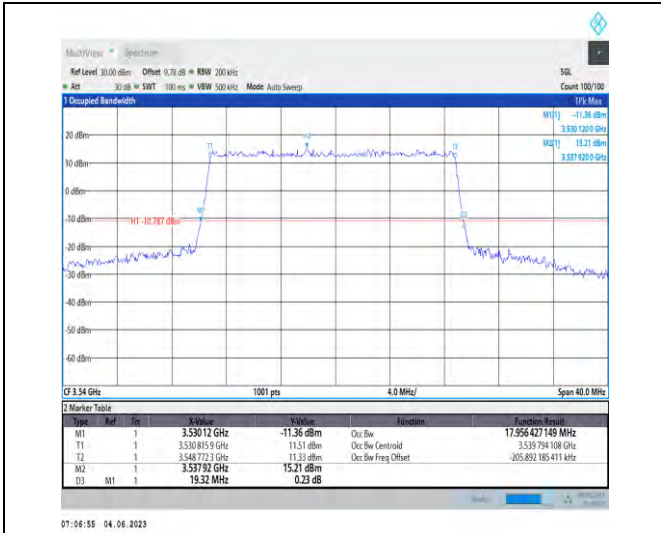 MultiView Spectrum
Ref Level 30.00 dBm Offset 9.78 dB RBW 200 kHz SGL
Att 30 dB SWT 100 ms VBW 500 kHz Mode Auto Sweep Count 100/100
1 Occupied Bandwidth 1Pk Max
M1[1] -11.36 dBm
3.530 1200 GHz
M2[1] 15.21 dBm
3.537 9200 GHz
20 dBm
T1 M2 T2
10 dBm
0 dBm
M1
-10 dBm H1 -10.787 dBm
-20 dBm
-30 dBm
-40 dBm
-50 dBm
-60 dBm
CF 3.54 GHz 1001 pts 4.0 MHz/ Span 40.0 MHz
2 Marker Table
Type Ref Trc X-Value Y-Value Function Function Result
M1 1 3.53012 GHz -11.36 dBm Occ Bw 17.956 427 149 MHz
T1 1 3.530 815 9 GHz 11.51 dBm Occ Bw Centroid 3.539 794 108 GHz
T2 1 3.548 772 3 GHz 11.33 dBm Occ Bw Freq Offset -205.892 185 411 kHz
M2 1 3.53792 GHz 15.21 dBm
D3 M1 1 19.32 MHz 0.23 dB
07:06:55 04.06.2023